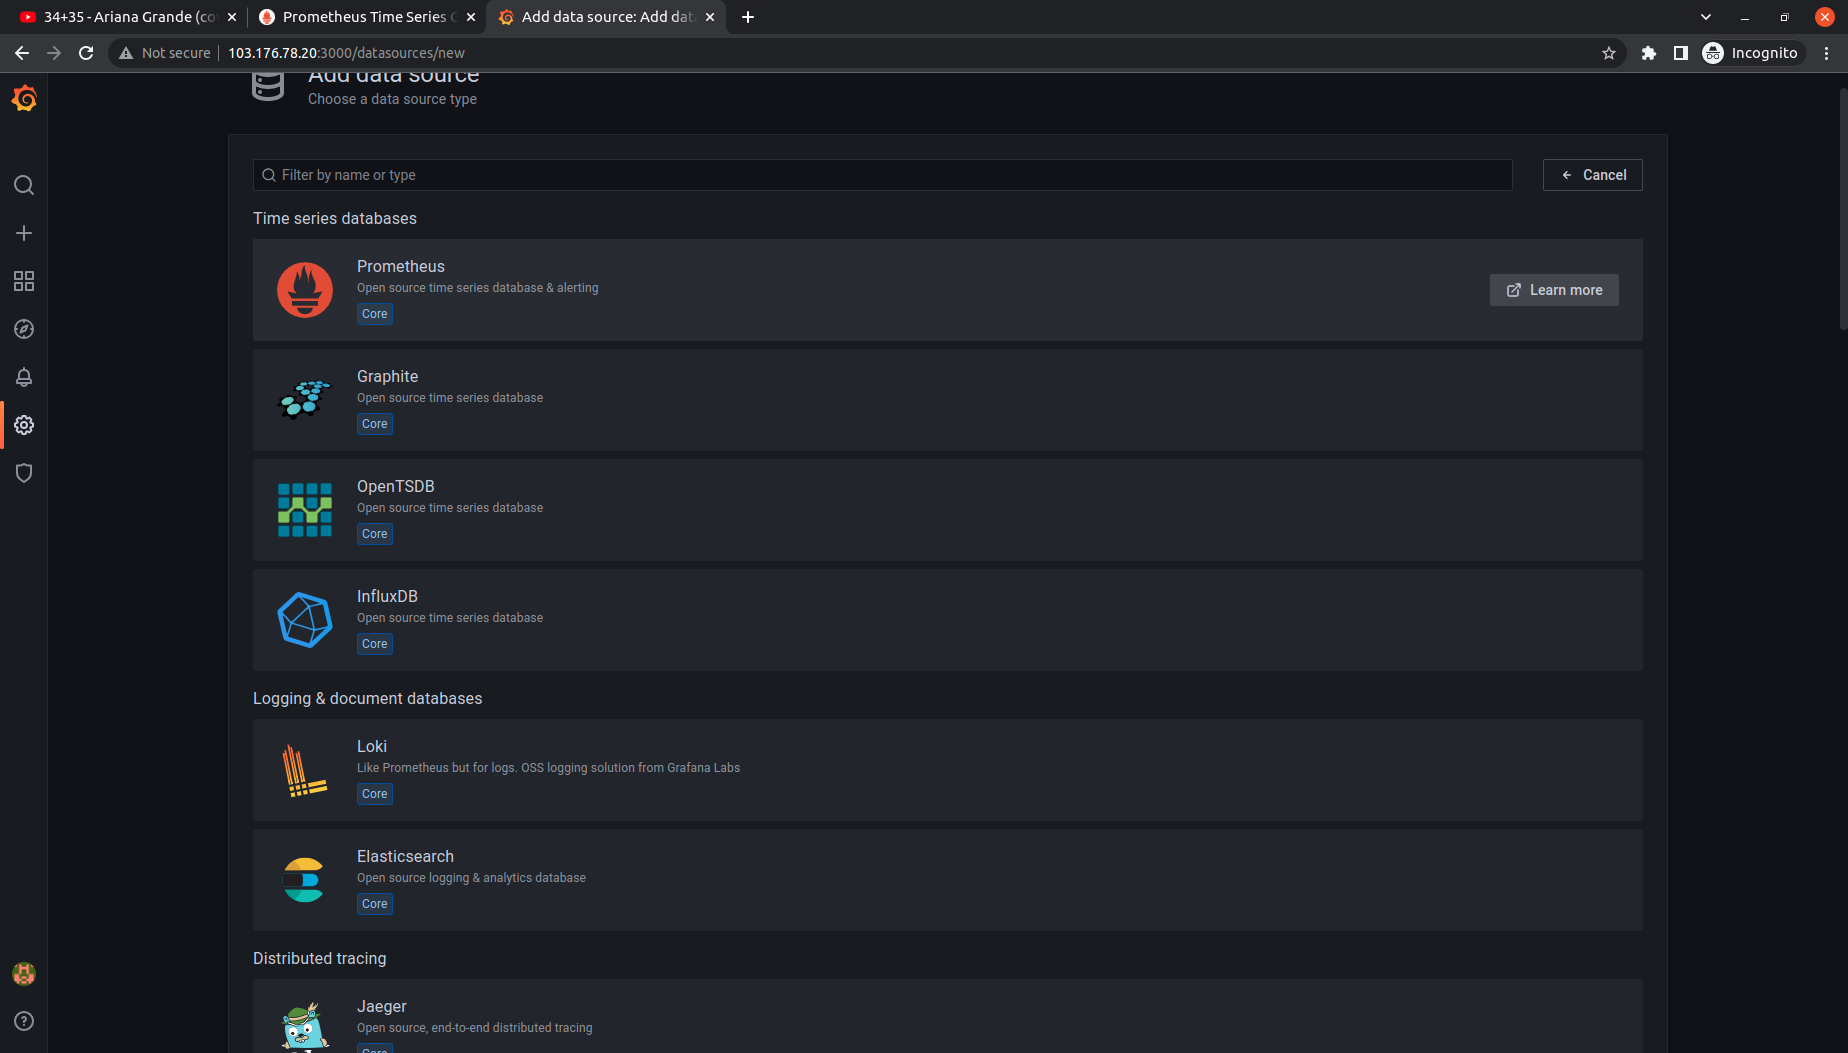 34+35 - Ariana Grande (co
Prometheus Time Series C
Add data source: Add dat
Not secure
103.176.78.20:3000/datasources/new
Incognito
Add data source
Choose a data source type
Filter by name or type
Cancel
Time series databases
Prometheus
Open source time series database & alerting
Core
Learn more
Graphite
Open source time series database
Core
OpenTSDB
Open source time series database
Core
InfluxDB
Open source time series database
Core
Logging & document databases
Loki
Like Prometheus but for logs. OSS logging solution from Grafana Labs
Core
Elasticsearch
Open source logging & analytics database
Core
Distributed tracing
Jaeger
Open source, end-to-end distributed tracing
Core